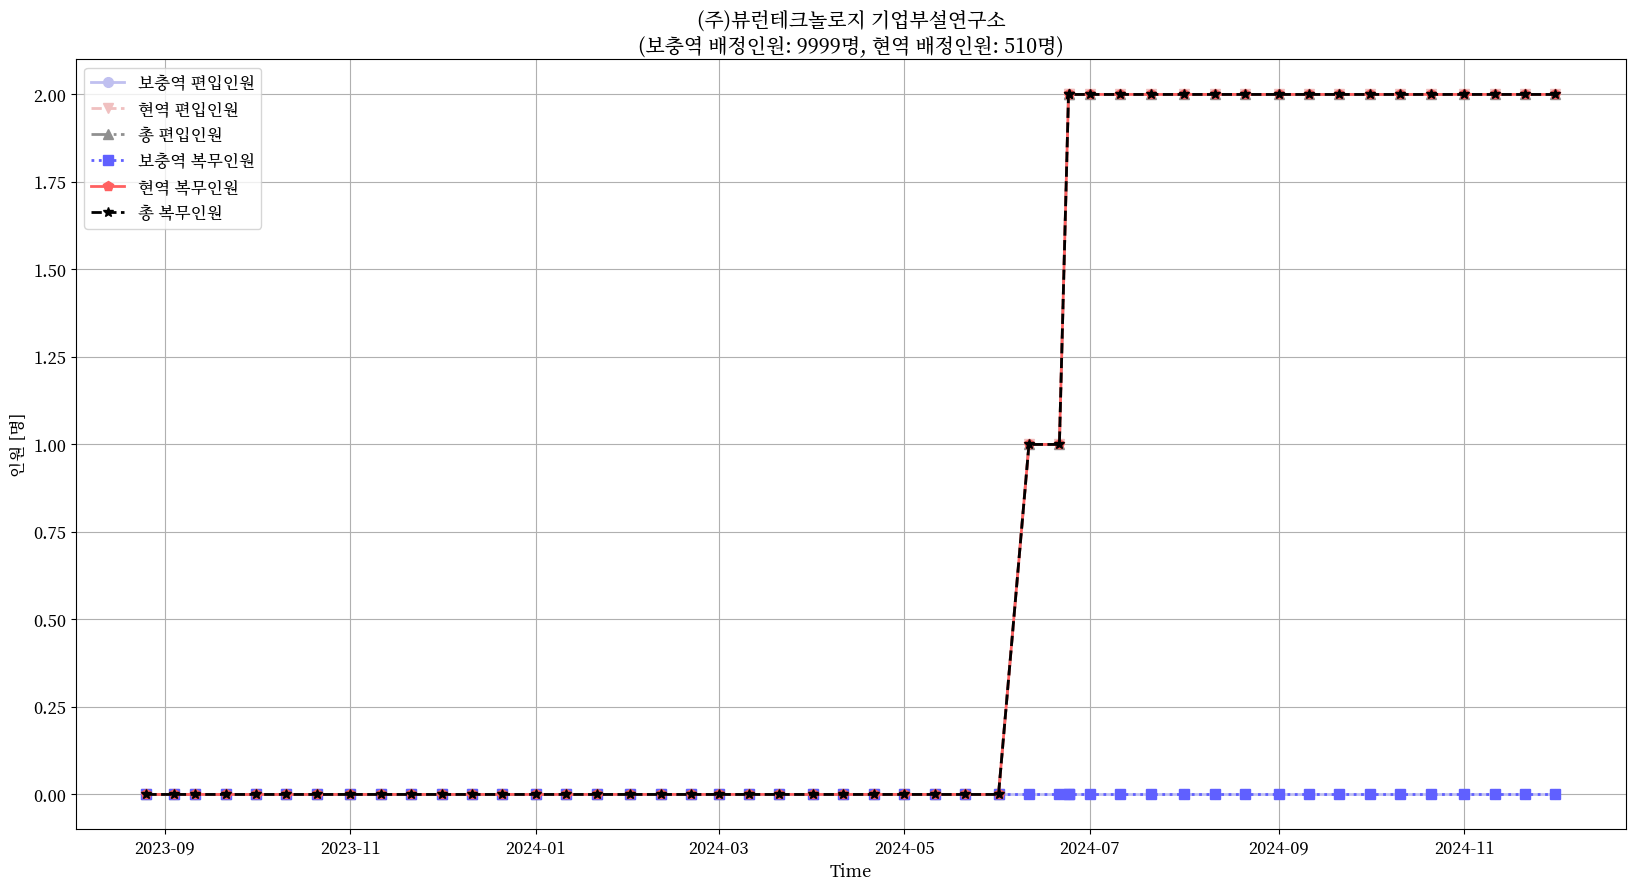 (주)뷰런테크놀로지 기업부설연구소
(보충역 배정인원: 9999명, 현역 배정인원: 510명)
보충역 편입인원
현역 편입인원
총 편입인원
보충역 복무인원
현역 복무인원
총 복무인원
인원 [명]
2.00
1.75
1.50
1.25
1.00
0.75
0.50
0.25
0.00
2023-09
2023-11
2024-01
2024-03
2024-05
2024-07
2024-09
2024-11
Time